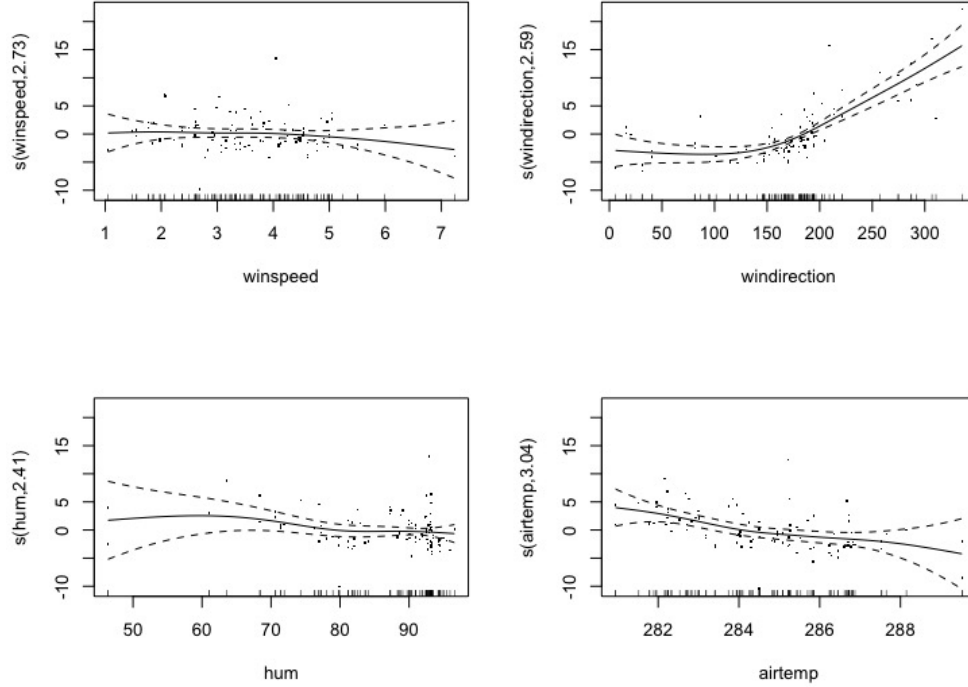 s(winspeed,2.73)
15
5
0
-10
1 2 3 4 5 6 7
winspeed
s(windirection,2.59)
15
5
0
-10
0 50 100 150 200 250 300
windirection
s(hum,2.41)
15
5
0
-10
50 60 70 80 90
hum
s(airtemp,3.04)
15
5
0
-10
282 284 286 288
airtemp